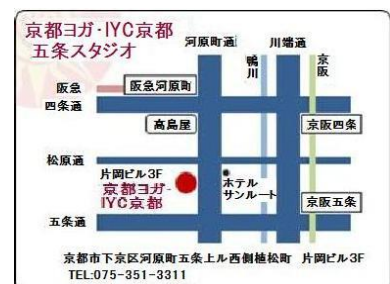 京都ヨガ・IYC京都
五条スタジオ
河原町通
川端通
鴨川
京阪
阪急
阪急河原町
四条通
高島屋
京阪四条
松原通
片岡ビル3F
京都ヨガ・
IYC京都
ホテル
サンルート
京阪五条
五条通
京都市下京区河原町五条上ル西側植松町 片岡ビル3F
TEL:075-351-3311